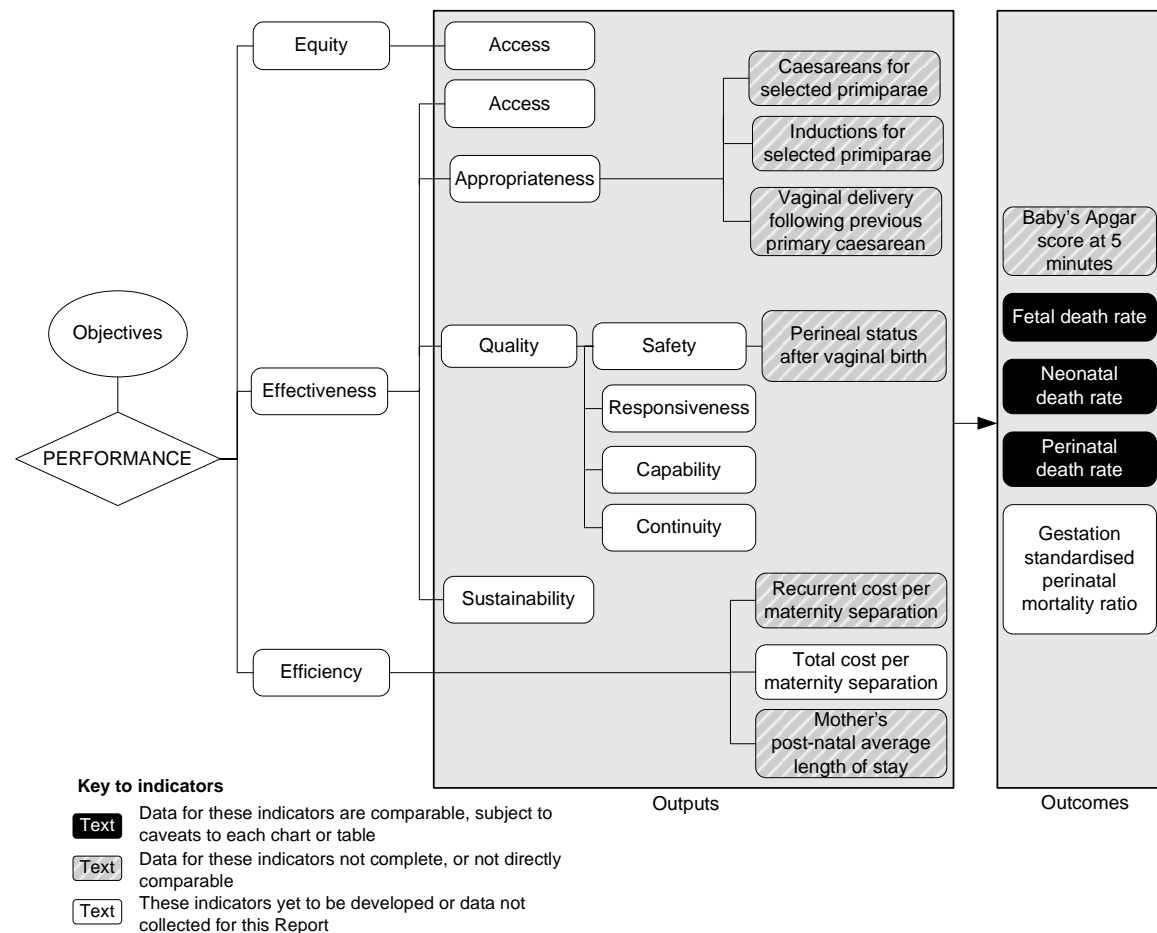 Equity
Access
Access
Appropriateness
Caesareans for
selected primiparae
Inductions for
selected primiparae
Vaginal delivery
following previous
primary caesarean
Objectives
PERFORMANCE
Effectiveness
Quality
Safety
Perineal status
after vaginal birth
Responsiveness
Capability
Continuity
Sustainability
Efficiency
Recurrent cost per
maternity separation
Total cost per
maternity separation
Mother's
post-natal average
length of stay
Outputs
Baby's Apgar
score at 5
minutes
Fetal death rate
Neonatal
death rate
Perinatal
death rate
Gestation
standardised
perinatal
mortality ratio
Outcomes
Key to indicators
Text
Data for these indicators are comparable, subject to
caveats to each chart or table
Text
Data for these indicators not complete, or not directly
comparable
Text
These indicators yet to be developed or data not
collected for this Report